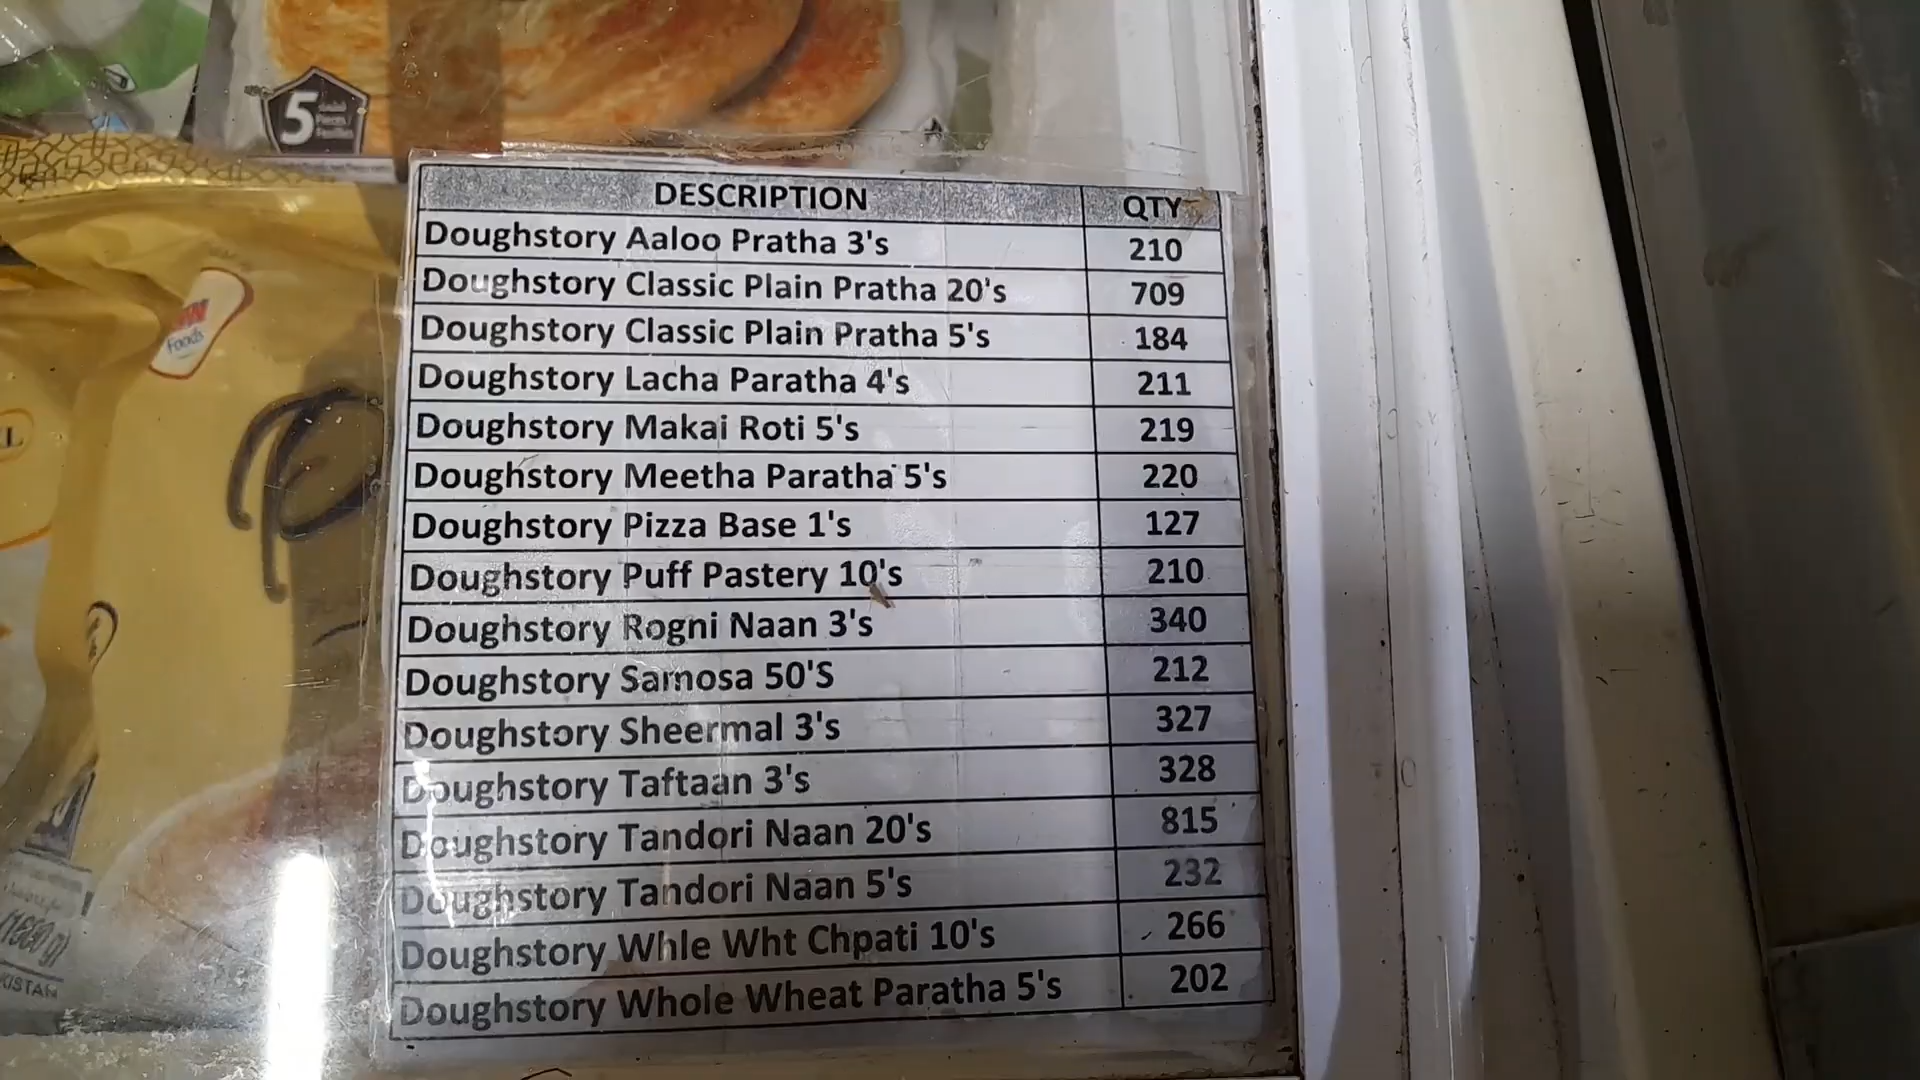 5
Pieces
DESCRIPTION QTY
Doughstory Aaloo Pratha 3's 210
Doughstory Classic Plain Pratha 20's 709
Doughstory Classic Plain Pratha 5's 184
Doughstory Lacha Paratha 4's 211
Doughstory Makai Roti 5's 219
Doughstory Meetha Paratha 5's 220
Doughstory Pizza Base 1's 127
Doughstory Puff Pastery 10's 210
Doughstory Rogni Naan 3's 340
Doughstory Samosa 50'S 212
Doughstory Sheermal 3's 327
Doughstory Taftaan 3's 328
Doughstory Tandori Naan 20's 815
Doughstory Tandori Naan 5's 232
Doughstory Whle Wht Chpati 10's 266
Doughstory Whole Wheat Paratha 5's 202
Foods